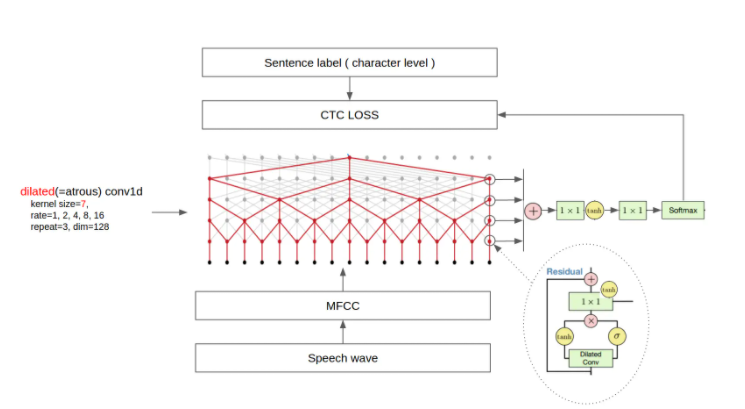 Sentence label ( character level )
CTC LOSS
dilated(=atrous) conv1d
kernel size=7,
rate=1, 2, 4, 8, 16
repeat=3, dim=128
+
1 × 1
tanh
1 × 1
Softmax
Residual
+
tanh
1 × 1
×
tanh
σ
Dilated
Conv
MFCC
Speech wave